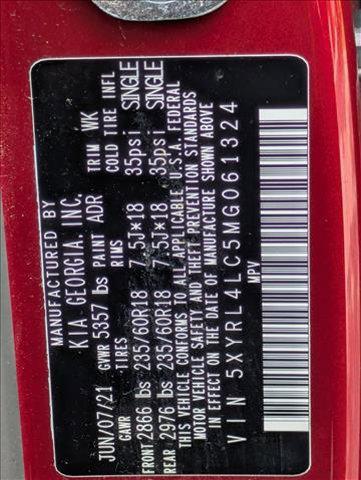 MANUFACTURED BY
KIA GEORGIA, INC.
JUN/07/21 GVWR 5357 lbs PAINT ADR TRIM WK
GAWR TIRES RIMS COLD TIRE INFL
FRONT 2866 lbs 235/60R18 7.5J*18 35psi SINGLE
REAR 2976 lbs 235/60R18 7.5J*18 35psi SINGLE
THIS VEHICLE CONFORMS TO ALL APPLICABLE U.S.A. FEDERAL
MOTOR VEHICLE SAFETY AND THEFT PREVENTION STANDARDS
IN EFFECT ON THE DATE OF MANUFACTURE SHOWN ABOVE.
VIN 5XYRL4LC5MG061324
MPV